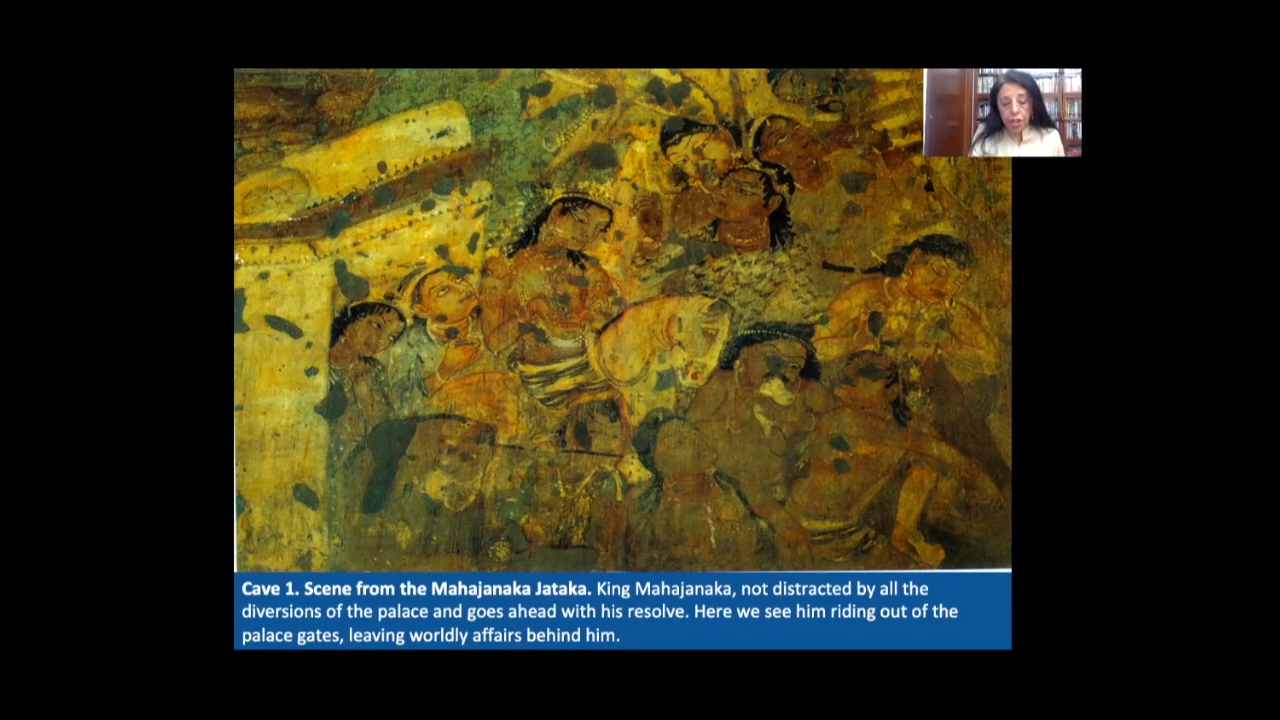 Cave 1. Scene from the Mahajanaka Jataka. King Mahajanaka, not distracted by all the
diversions of the palace and goes ahead with his resolve. Here we see him riding out of the
palace gates, leaving worldly affairs behind him.